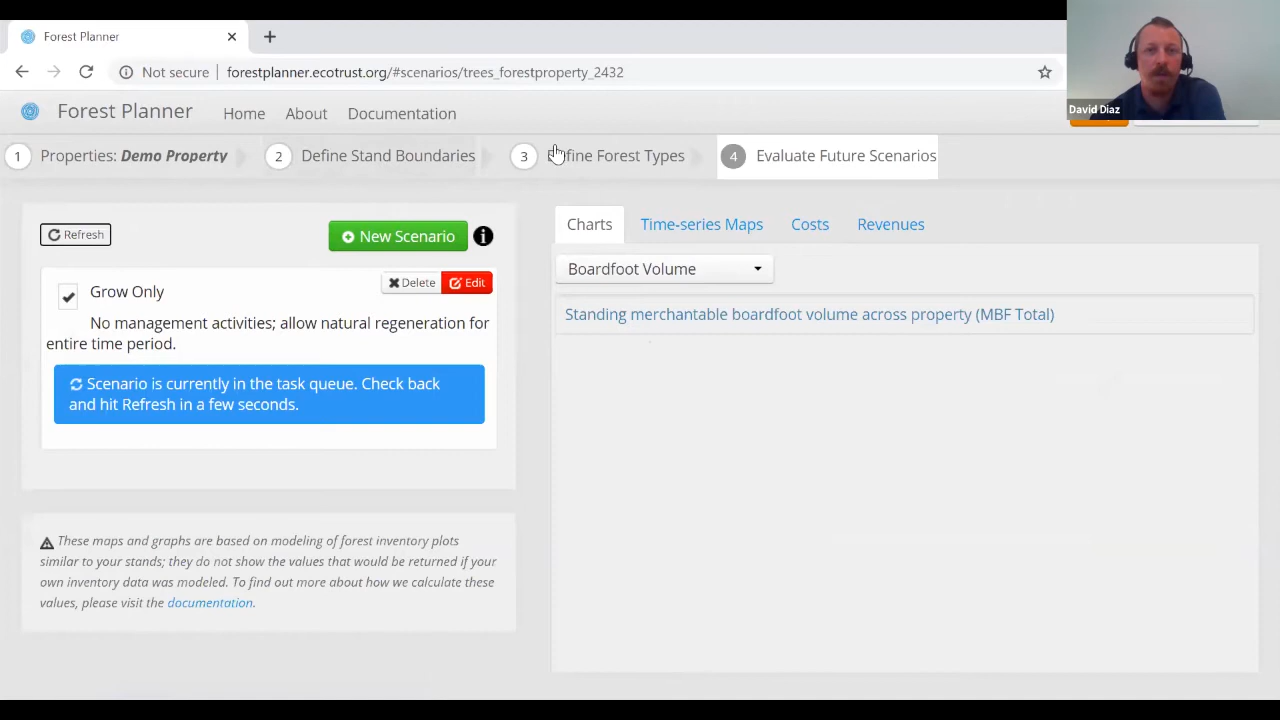 Forest Planner
Not secure forestplanner.ecotrust.org/#scenarios/trees_forestproperty_2432
David Diaz
Forest Planner Home About Documentation
1 Properties: Demo Property 2 Define Stand Boundaries 3 Define Forest Types 4 Evaluate Future Scenarios
Refresh New Scenario
Delete Edit
Grow Only
No management activities; allow natural regeneration for
entire time period.
Scenario is currently in the task queue. Check back
and hit Refresh in a few seconds.
These maps and graphs are based on modeling of forest inventory plots
similar to your stands; they do not show the values that would be returned if your
own inventory data was modeled. To find out more about how we calculate these
values, please visit the documentation.
Charts Time-series Maps Costs Revenues
Boardfoot Volume
Standing merchantable boardfoot volume across property (MBF Total)